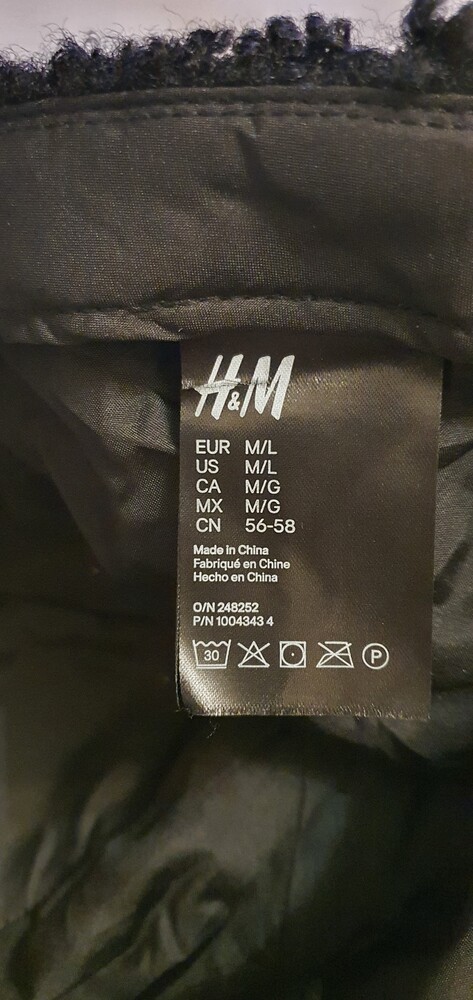 H&M
EUR M/L
US M/L
CA M/G
MX M/G
CN 56-58
Made in China
Fabriqué en Chine
Hecho en China
O/N 248252
P/N 1004343 4
30 P